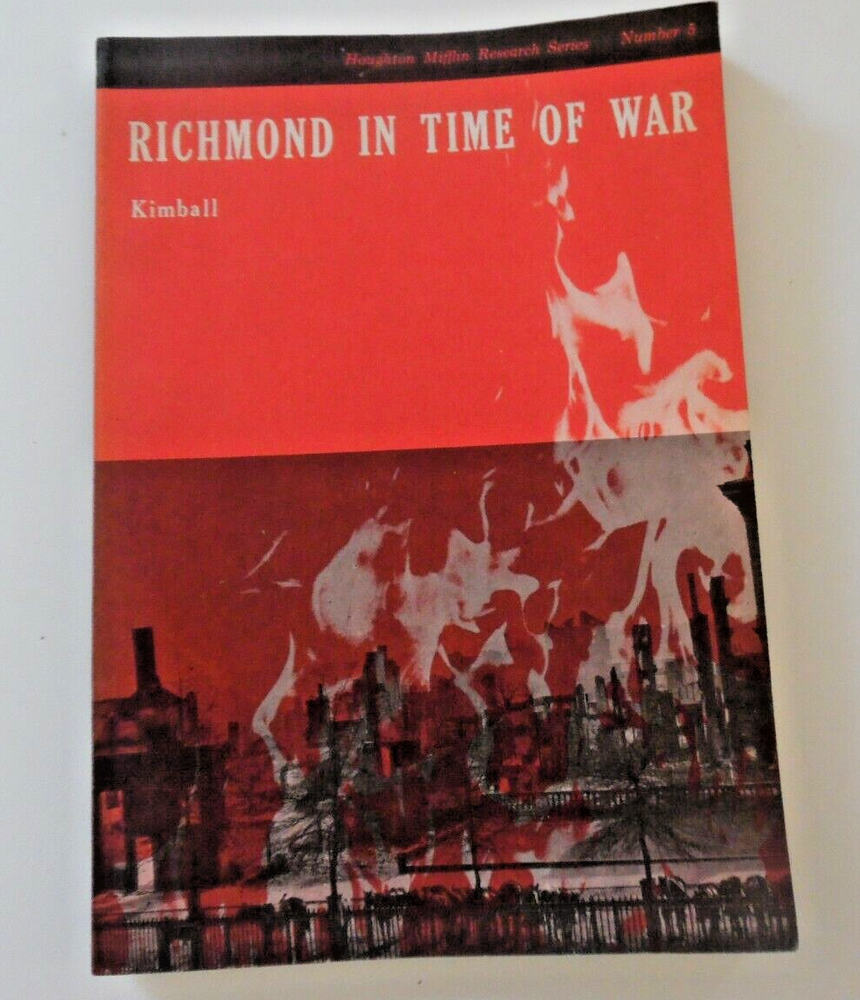 Houghton Mifflin Research Series Number 5
RICHMOND IN TIME OF WAR
Kimball